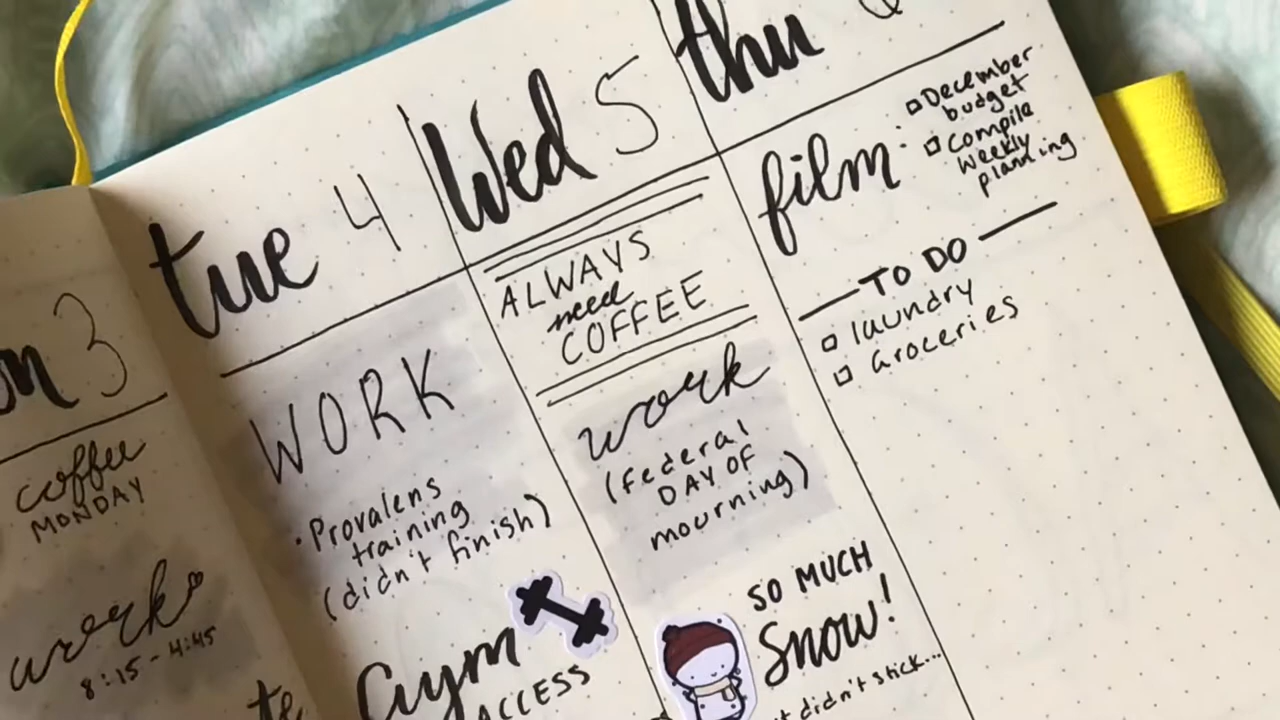 3
coffee
MONDAY
work
8:15 - 4:45
tue 4
WORK
· Provalens
training
(didn't finish)
Gym
ACCESS
Wed 5
ALWAYS
need
COFFEE
work
(Federal
DAY OF
mourning)
SO MUCH
Snow!
didn't stick...
thu
film:
□ December
budget
□ compile
weekly
planning
TO DO
□ laundry
□ Groceries